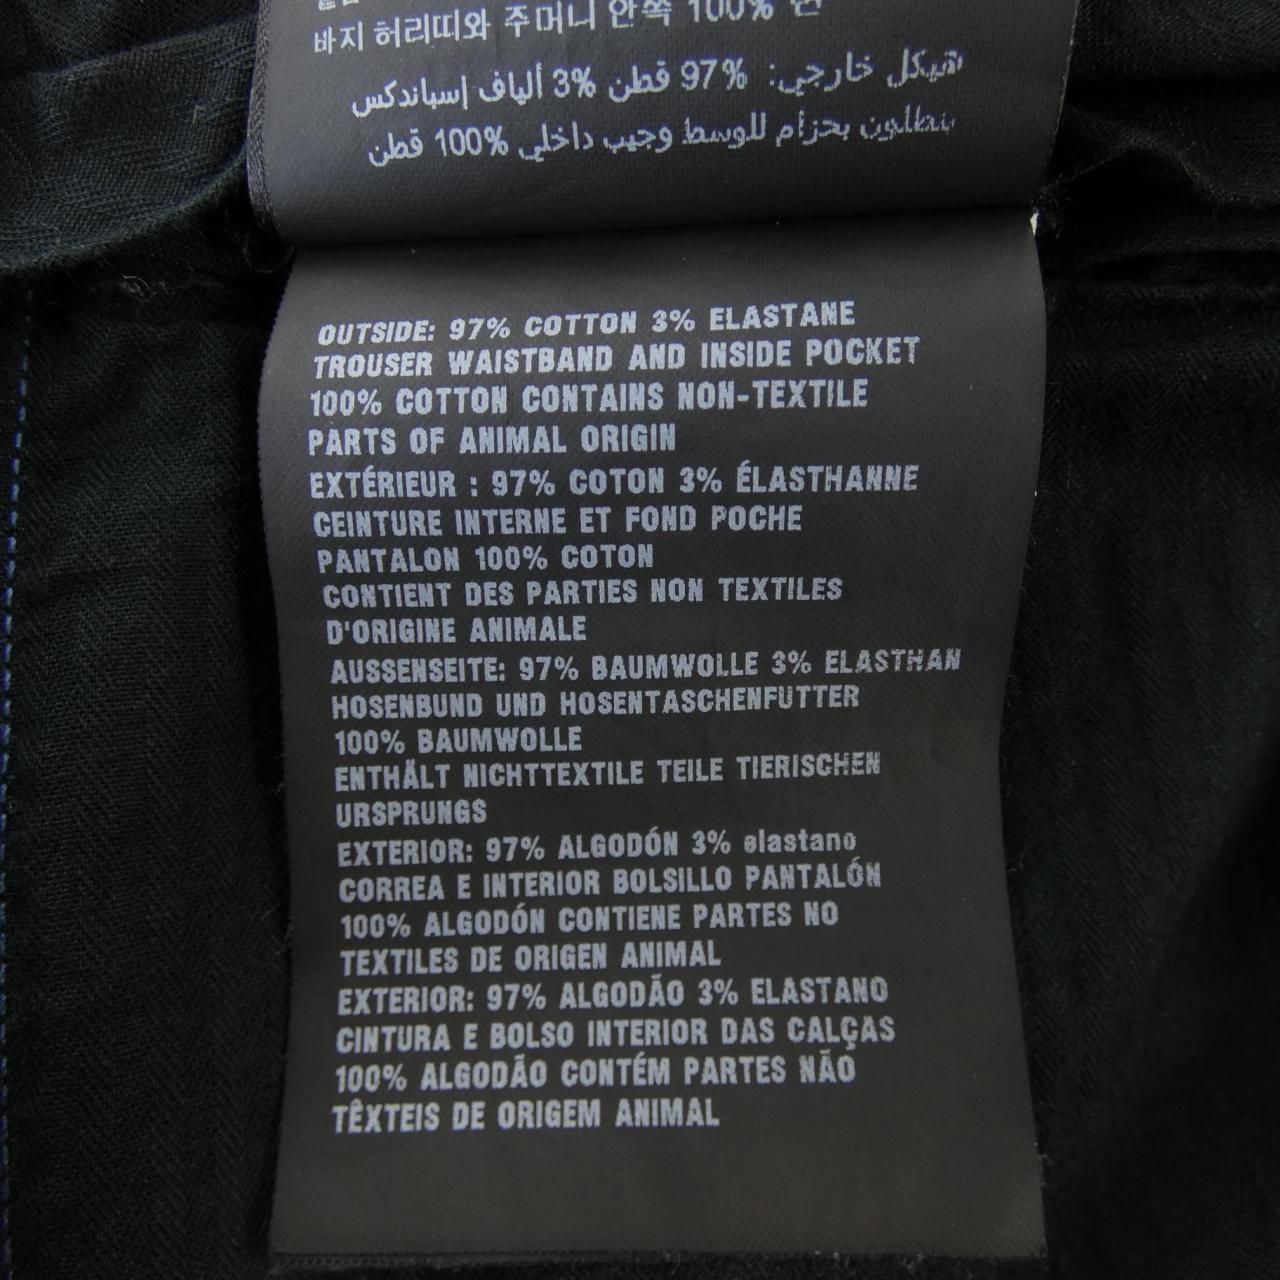 바지 허리띠와 주머니 안쪽 100% 면
هيكل خارجي: 97% قطن 3% ألياف إسباندكس
بنطلون بحزام للوسط وجيب داخلي 100% قطن
OUTSIDE: 97% COTTON 3% ELASTANE
TROUSER WAISTBAND AND INSIDE POCKET
100% COTTON CONTAINS NON-TEXTILE
PARTS OF ANIMAL ORIGIN
EXTÉRIEUR : 97% COTON 3% ÉLASTHANNE
CEINTURE INTERNE ET FOND POCHE
PANTALON 100% COTON
CONTIENT DES PARTIES NON TEXTILES
D'ORIGINE ANIMALE
AUSSENSEITE: 97% BAUMWOLLE 3% ELASTHAN
HOSENBUND UND HOSENTASCHENFUTTER
100% BAUMWOLLE
ENTHÄLT NICHTTEXTILE TEILE TIERISCHEN
URSPRUNGS
EXTERIOR: 97% ALGODÓN 3% elastano
CORREA E INTERIOR BOLSILLO PANTALÓN
100% ALGODÓN CONTIENE PARTES NO
TEXTILES DE ORIGEN ANIMAL
EXTERIOR: 97% ALGODÃO 3% ELASTANO
CINTURA E BOLSO INTERIOR DAS CALÇAS
100% ALGODÃO CONTÉM PARTES NÃO
TÊXTEIS DE ORIGEM ANIMAL